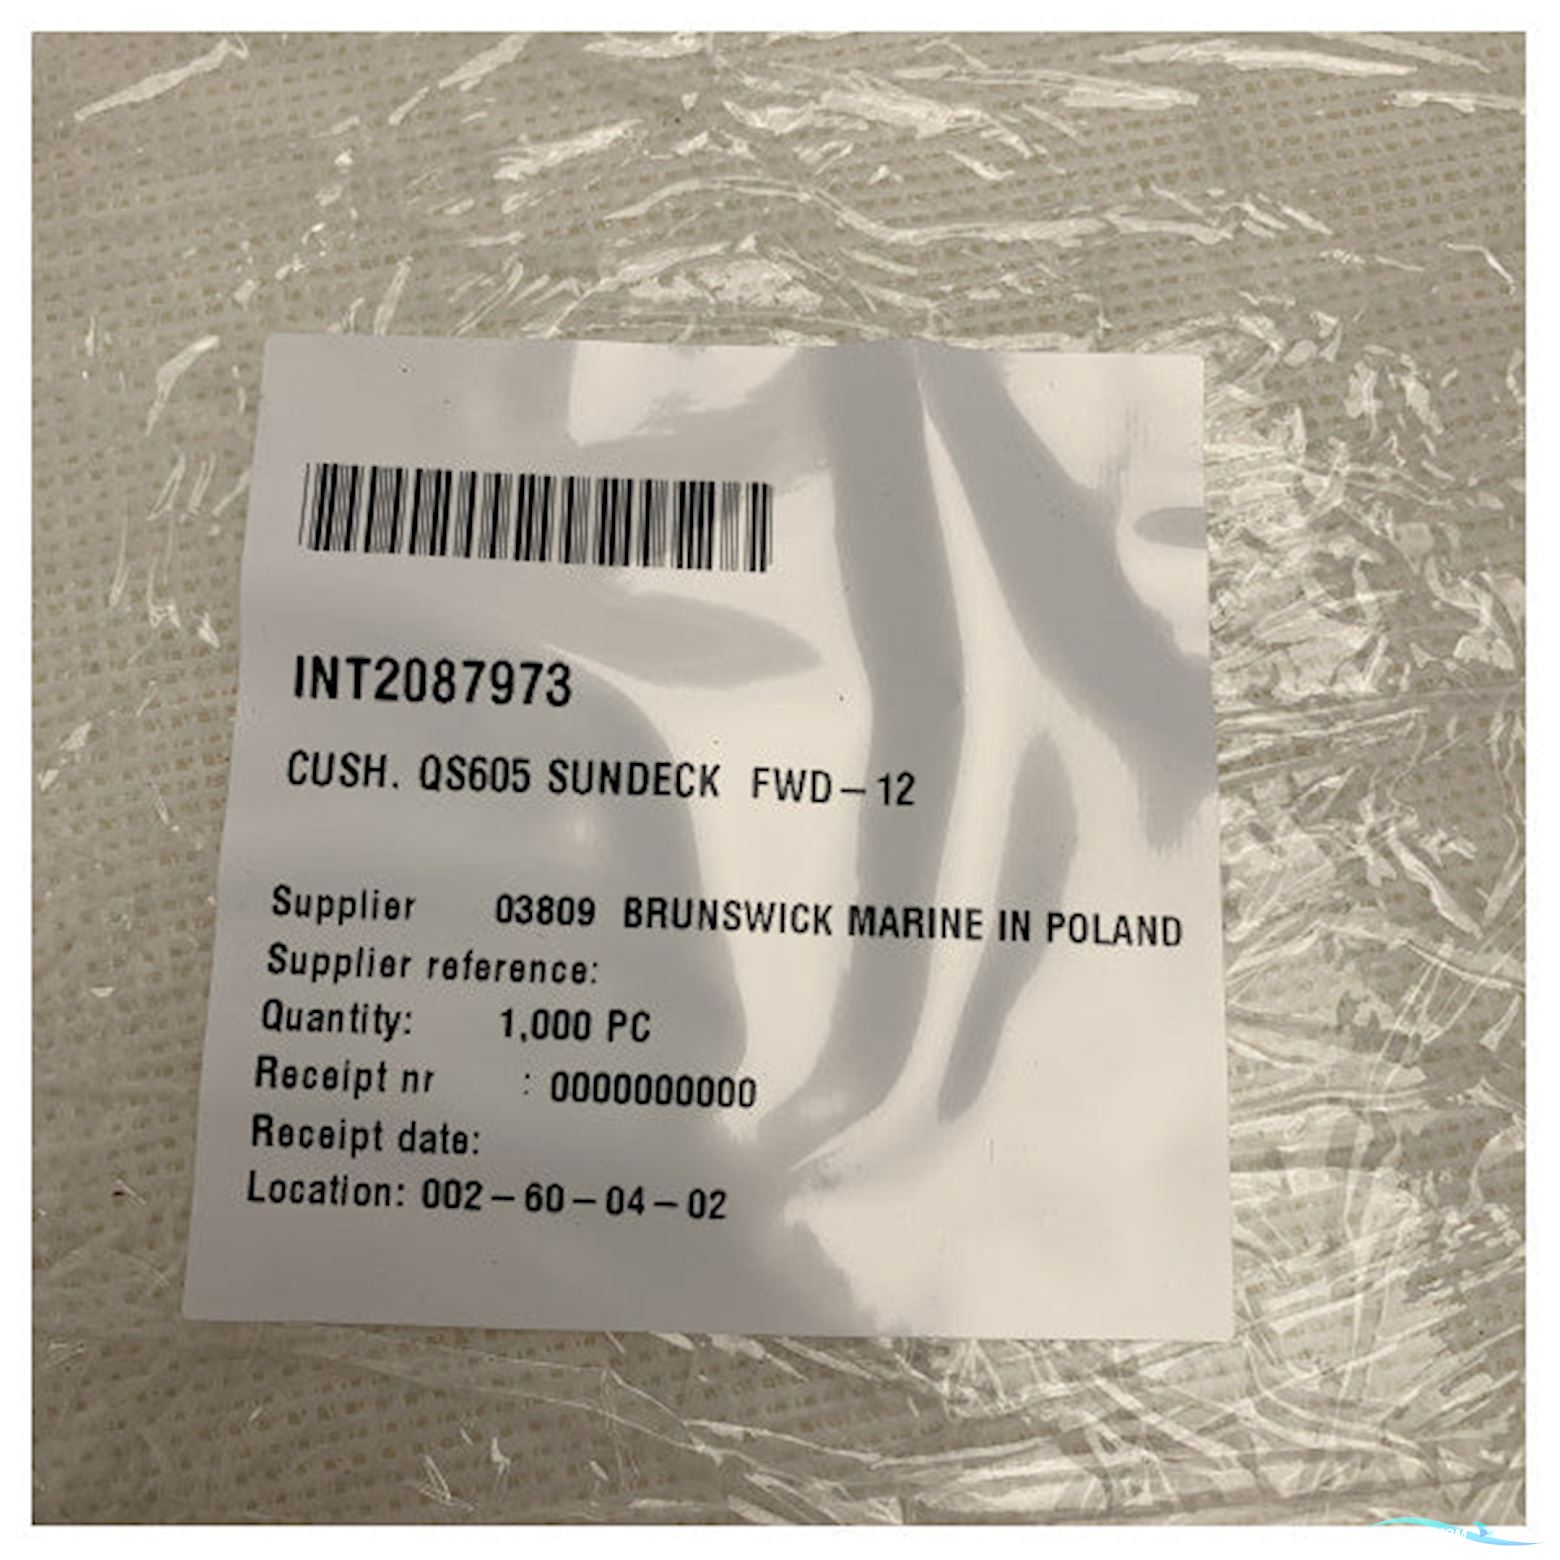 INT2087973
CUSH. QS605 SUNDECK FWD-12
Supplier 03809 BRUNSWICK MARINE IN POLAND
Supplier reference:
Quantity: 1,000 PC
Receipt nr : 0000000000
Receipt date:
Location: 002-60-04-02